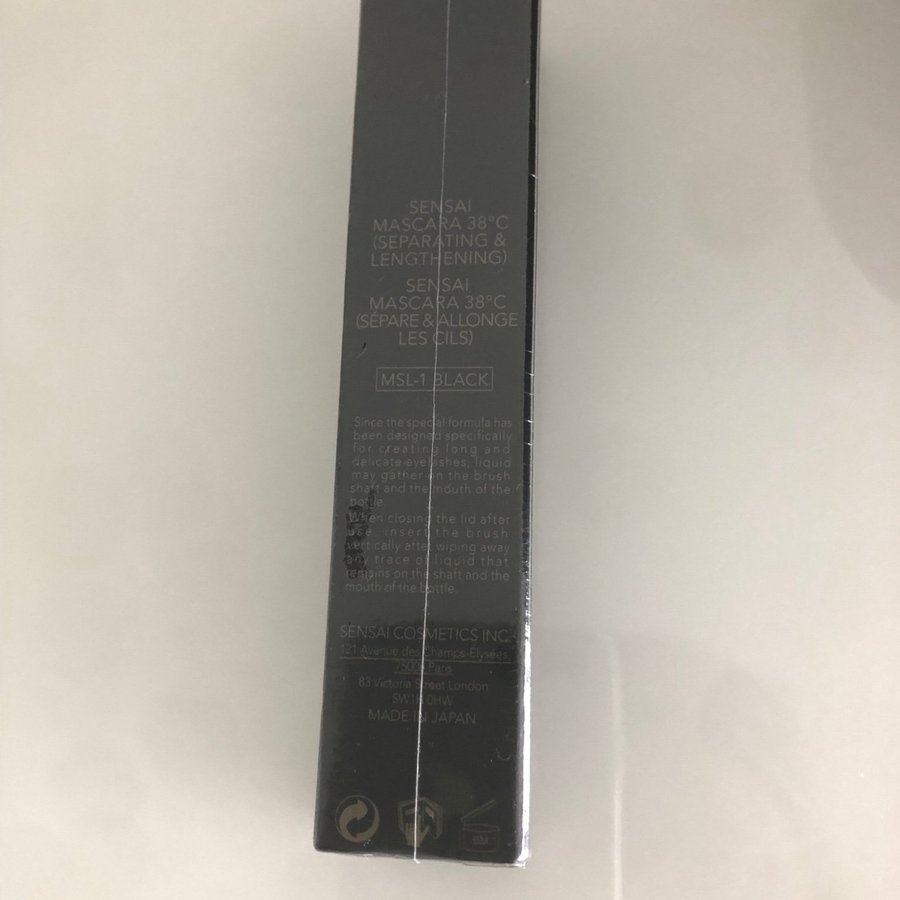 SENSAI
MASCARA 38°C
(SEPARATING &
LENGTHENING)
SENSAI
MASCARA 38°C
(SÉPARE & ALLONGE
LES CILS)
MSL-1 BLACK
Since the special formula has
been designed specifically
for creating long and
delicate eyelashes, liquid
may gather on the brush
shaft and the mouth of the
bottle.
When closing the lid after
use, insert the brush
vertically after wiping away
any trace of liquid that
remains on the shaft and the
mouth of the bottle.
SENSAI COSMETICS INC.
121 Avenue des Champs-Elysées,
Paris
83 Victoria Street London
0HW
MADE IN JAPAN